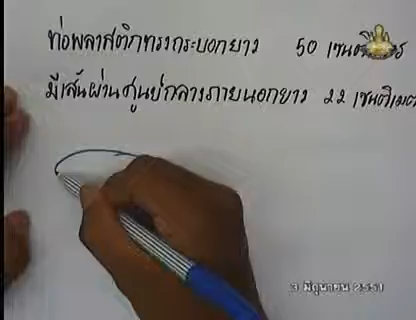 ท่อพลาสติกทรงกระบอกยาว 50 เซนติเมตร
มีเส้นผ่านศูนย์กลางภายนอกยาว 22 เซนติเมต
3 มิถุนายน 2551